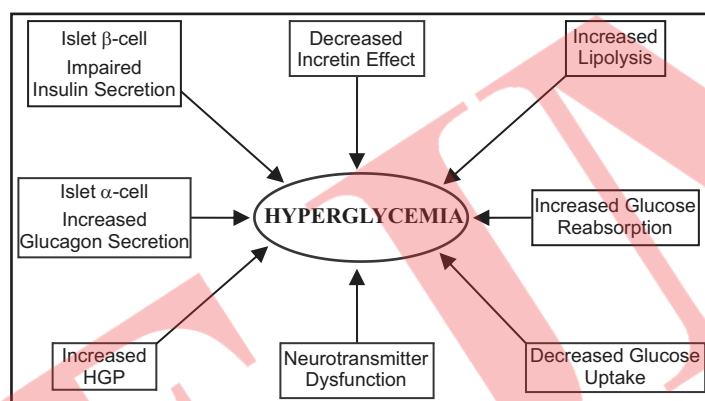 Islet β-cell
Impaired
Insulin Secretion
Decreased
Incretin Effect
Increased
Lipolysis
Islet α-cell
Increased
Glucagon Secretion
HYPERGLYCEMIA
Increased Glucose
Reabsorption
Increased
HGP
Neurotransmitter
Dysfunction
Decreased Glucose
Uptake